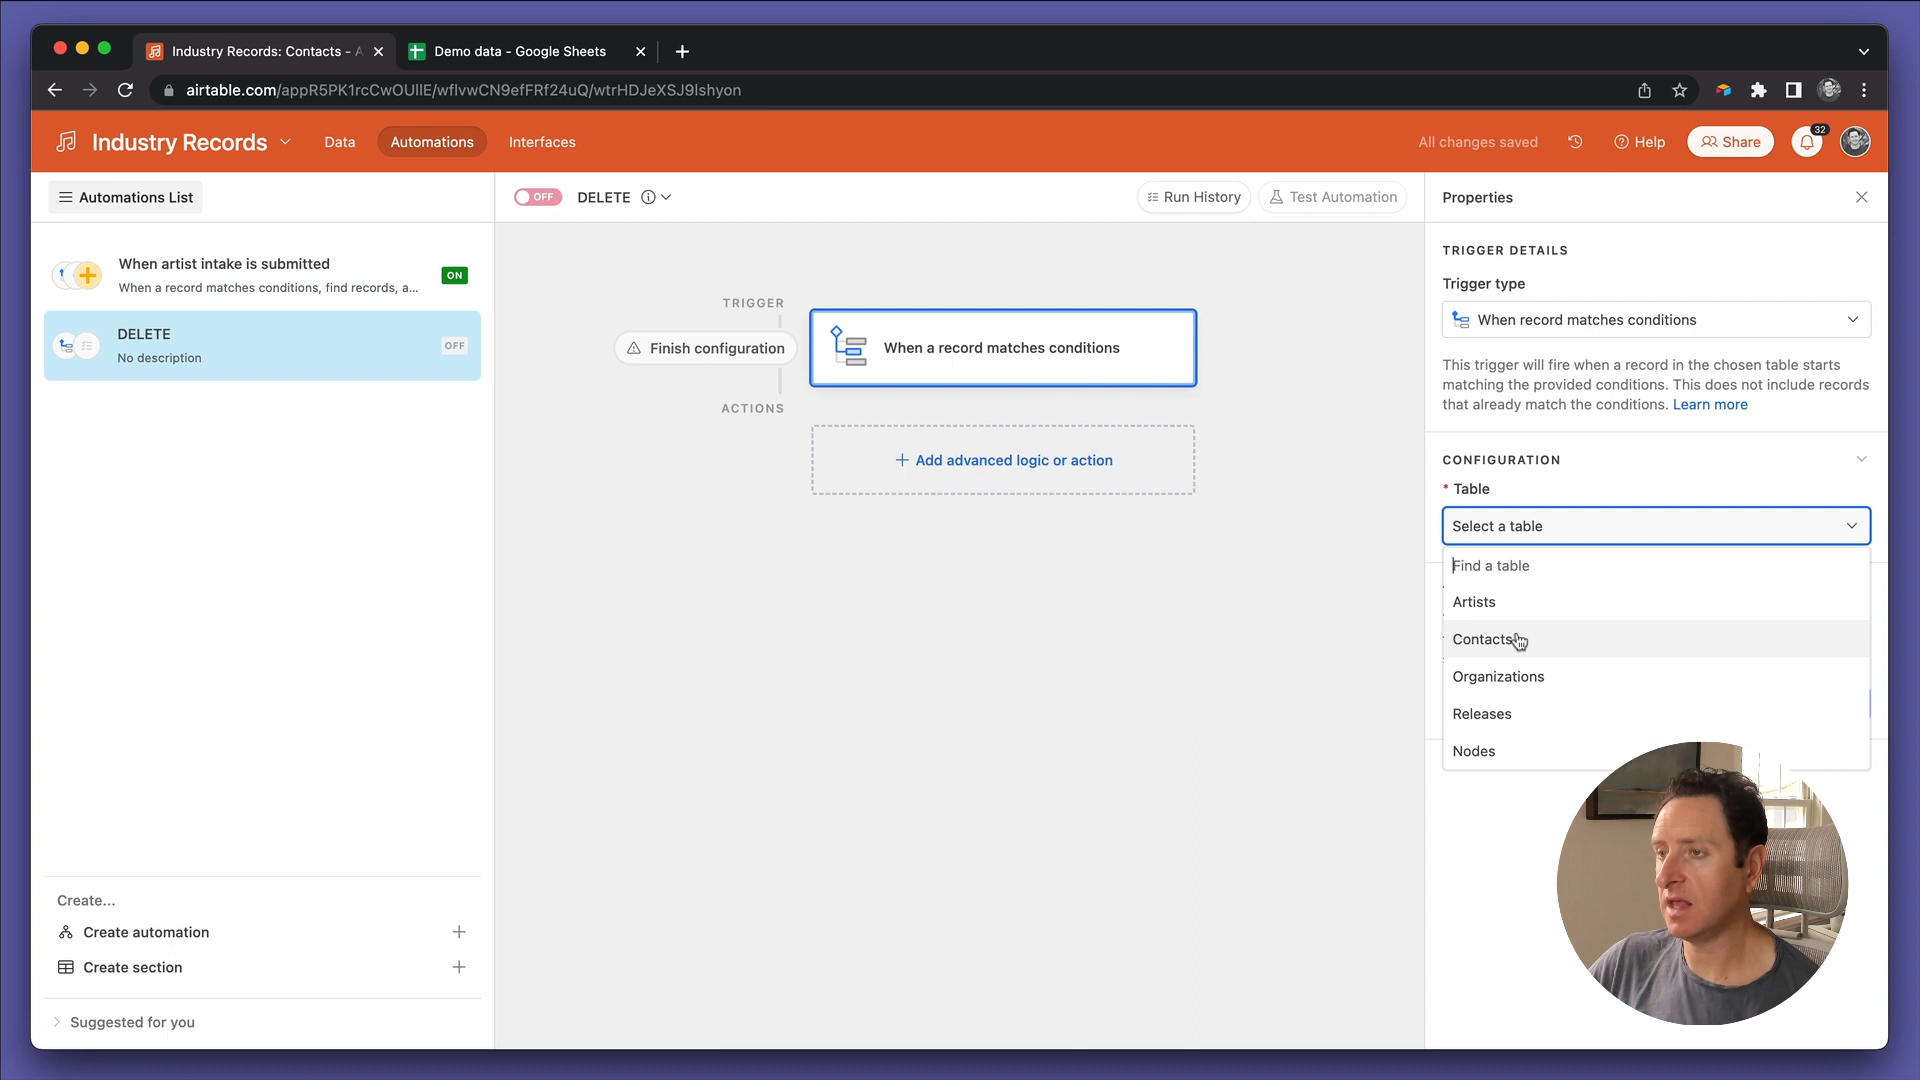 Industry Records: Contacts - A
Demo data - Google Sheets
airtable.com/appR5PK1rcCwOUIlE/wflvwCN9efFRf24uQ/wtrHDJeXSJ9lshyon
Industry Records
Data
Automations
Interfaces
All changes saved
Help
Share
32
Automations List
OFF
DELETE
Run History
Test Automation
Properties
When artist intake is submitted
When a record matches conditions, find records, a...
ON
DELETE
No description
OFF
TRIGGER
Finish configuration
When a record matches conditions
ACTIONS
Add advanced logic or action
TRIGGER DETAILS
Trigger type
When record matches conditions
This trigger will fire when a record in the chosen table starts
matching the provided conditions. This does not include records
that already match the conditions. Learn more
CONFIGURATION
* Table
Select a table
Find a table
Artists
Contacts
Organizations
Releases
Nodes
Create...
Create automation
Create section
Suggested for you